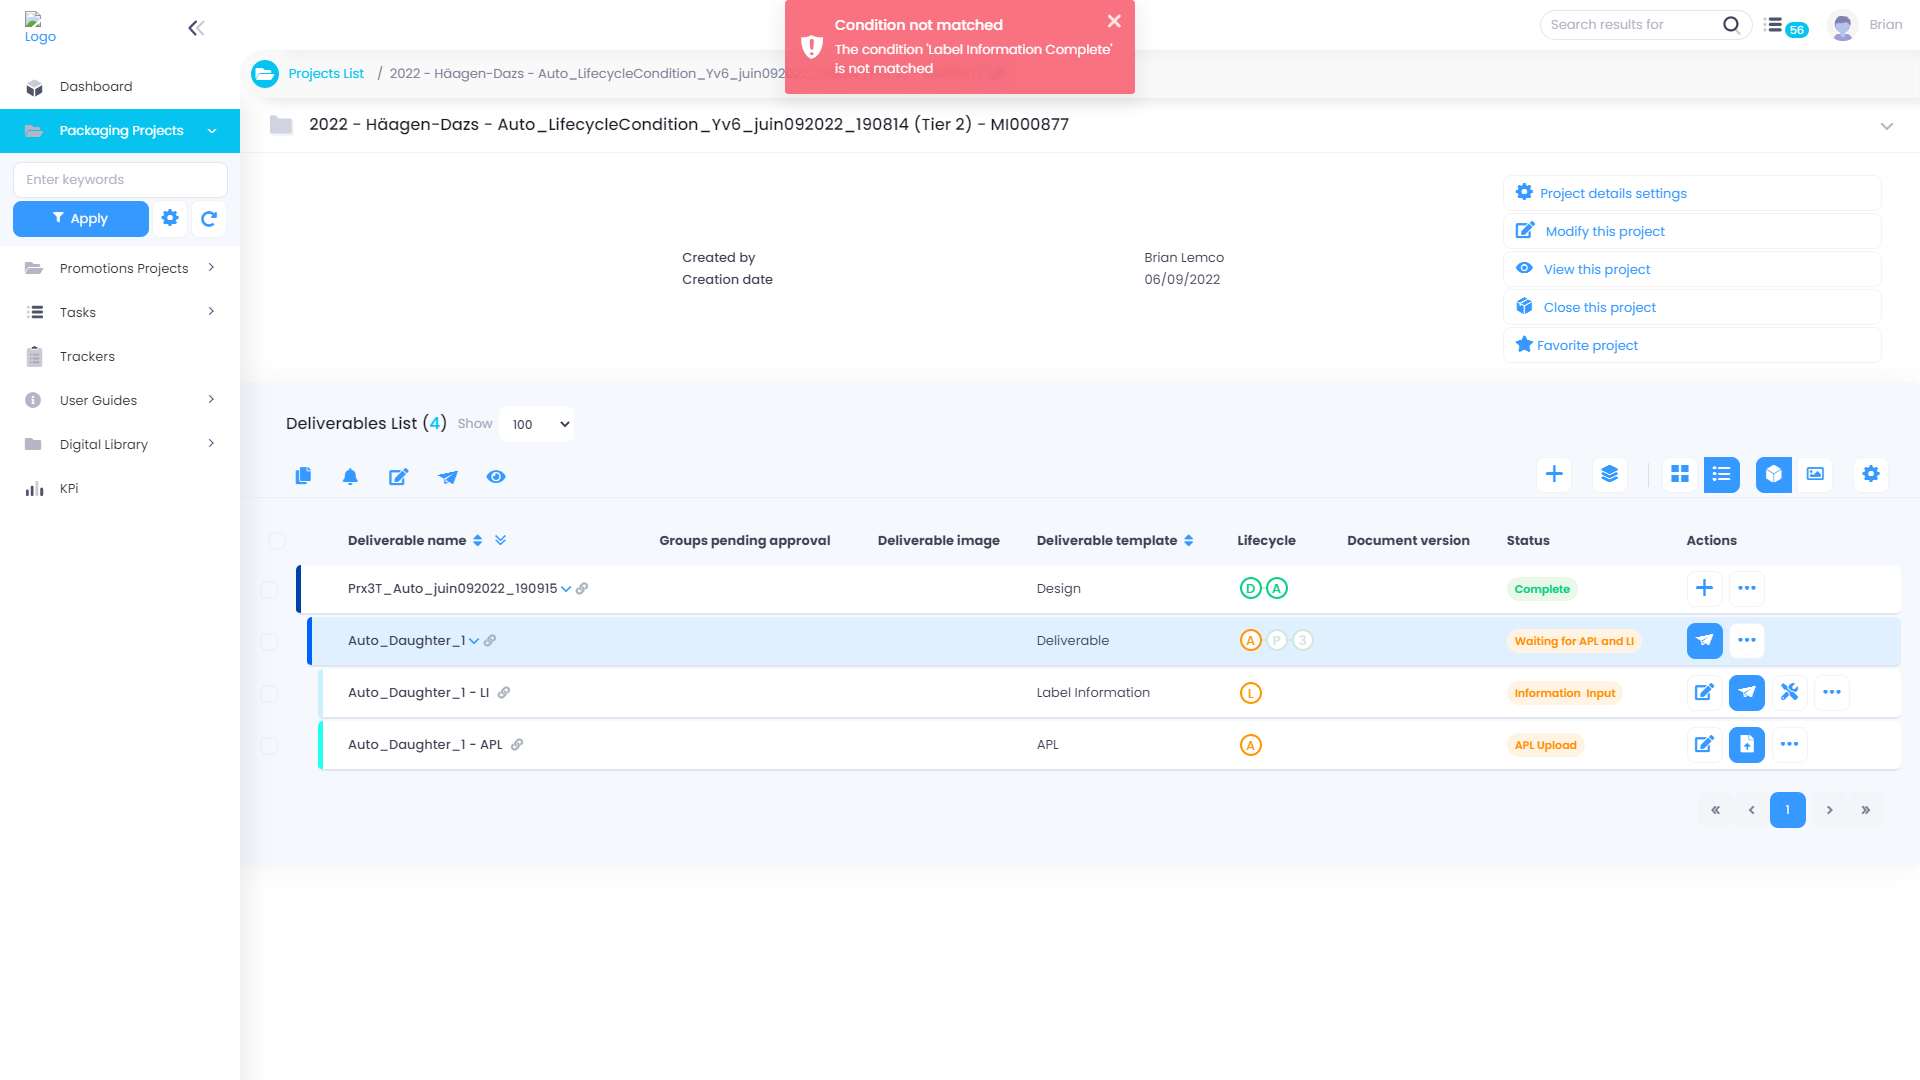 Logo
Condition not matched
The condition 'Label Information Complete'
is not matched
Search results for
56
Brian
Projects List / 2022 - Häagen-Dazs - Auto_LifecycleCondition_Yv6_juin092
Dashboard
Packaging Projects
Enter keywords
Apply
Promotions Projects
Tasks
Trackers
User Guides
Digital Library
KPi
2022 - Häagen-Dazs - Auto_LifecycleCondition_Yv6_juin092022_190814 (Tier 2) - MI000877
Created by Brian Lemco
Creation date 06/09/2022
Project details settings
Modify this project
View this project
Close this project
Favorite project
Deliverables List (4) Show 100
Deliverable name Groups pending approval Deliverable image Deliverable template Lifecycle Document version Status Actions
Prx3T_Auto_juin092022_190915 Design D A Complete
Auto_Daughter_1 Deliverable A P 3 Waiting for APL and LI
Auto_Daughter_1 - LI Label Information L Information Input
Auto_Daughter_1 - APL APL A APL Upload
« ‹ 1 › »